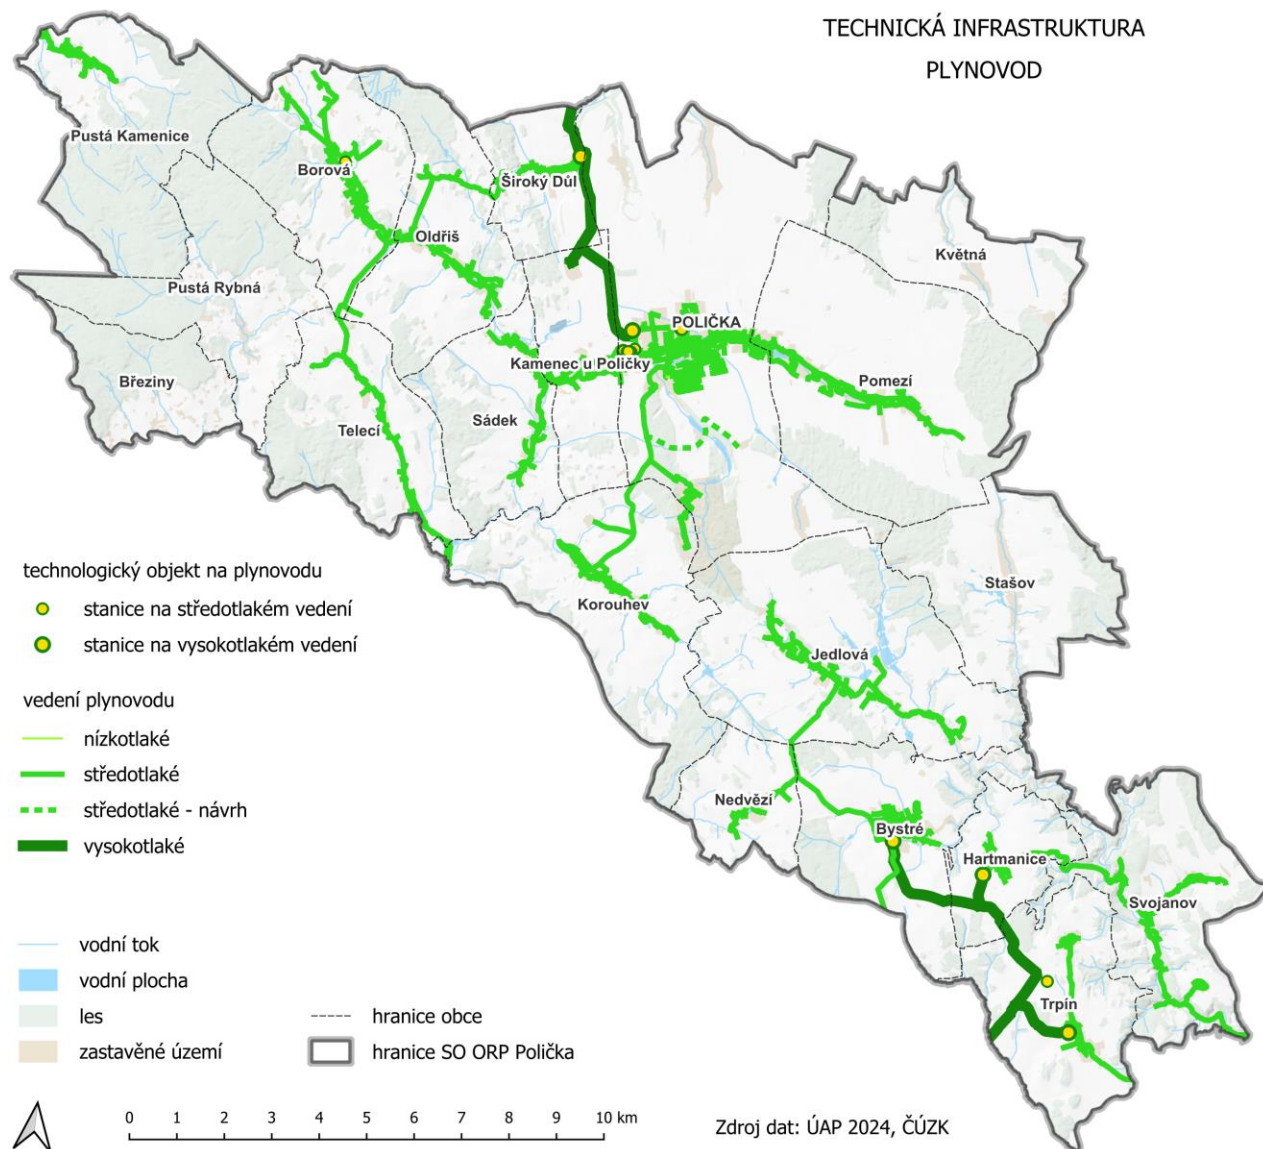 TECHNICKÁ INFRASTRUKTURA
PLYNOVOD
Pustá Kamenice
Borová
Široký Důl
Oldřiš
Květná
Pustá Rybná
POLIČKA
Kamenec u Poličky
Březiny
Pomezí
Telecí
Sádek
technologický objekt na plynovodu
stanice na středotlakém vedení
stanice na vysokotlakém vedení
Korouhev
Stašov
Jedlová
vedení plynovodu
nízkotlaké
středotlaké
středotlaké - návrh
vysokotlaké
Nedvězí
Bystré
Hartmanice
Svojanov
Trpín
vodní tok
vodní plocha
les
zastavěné území
hranice obce
hranice SO ORP Polička
0 1 2 3 4 5 6 7 8 9 10 km
Zdroj dat: ÚAP 2024, ČÚZK